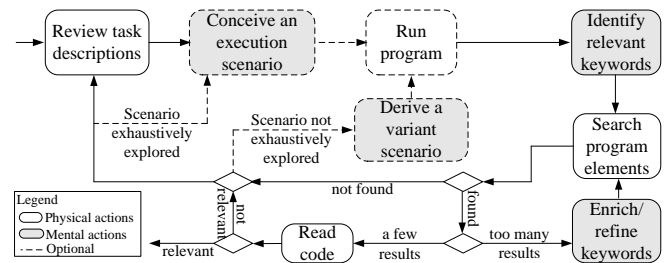 Review task
descriptions
Conceive an
execution
scenario
Run
program
Identify
relevant
keywords
Scenario
exhaustively
explored
Scenario not
exhaustively
explored
Derive a
variant
scenario
Search
program
elements
not found
found
not
relevant
Legend
Physical actions
Mental actions
Optional
relevant
Read
code
a few
results
too many
results
Enrich/
refine
keywords